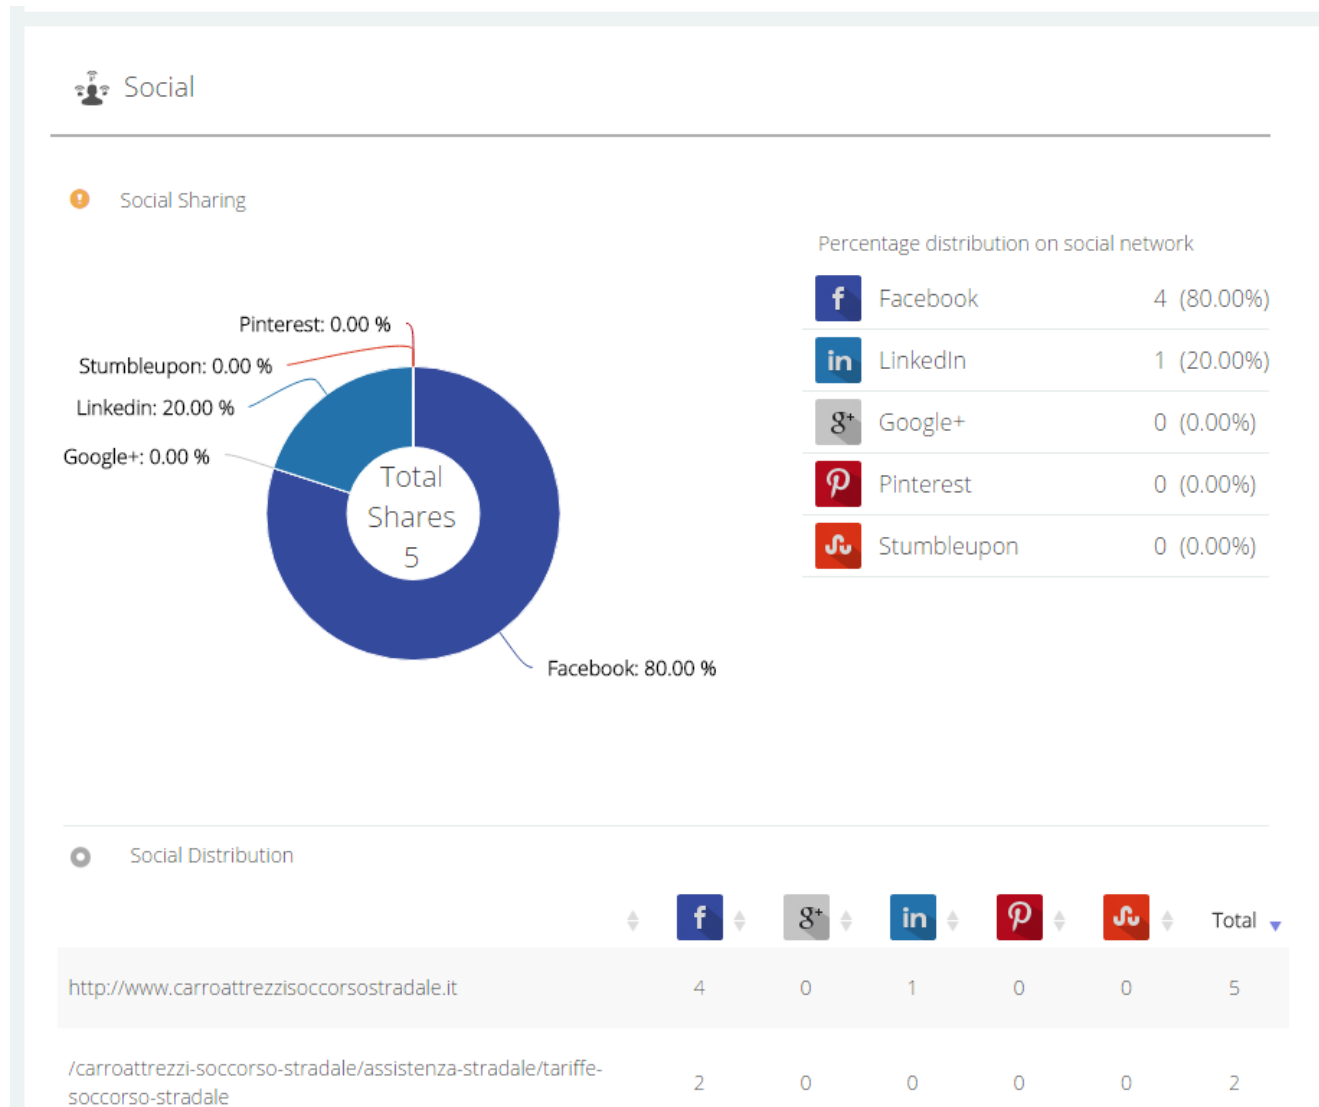 Social
Social Sharing
Percentage distribution on social network
Facebook 4 (80.00%)
LinkedIn 1 (20.00%)
Google+ 0 (0.00%)
Pinterest 0 (0.00%)
Stumbleupon 0 (0.00%)
Pinterest: 0.00 %
Stumbleupon: 0.00 %
Linkedin: 20.00 %
Google+: 0.00 %
Total
Shares
5
Facebook: 80.00 %
Social Distribution
f g+ in Total
http://www.carroattrezzisoccorsostradale.it 4 0 1 0 0 5
/carroattrezzi-soccorso-stradale/assistenza-stradale/tariffe-
soccorso-stradale 2 0 0 0 0 2